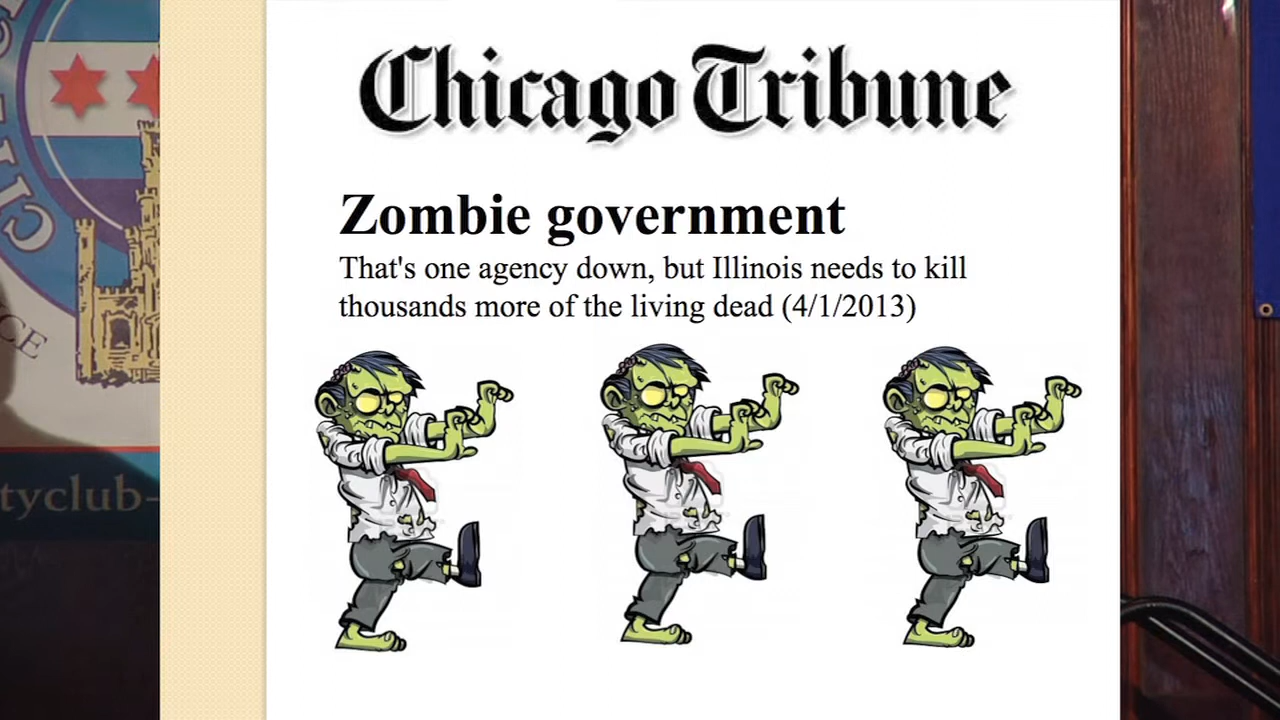 Chicago Tribune
Zombie government
That's one agency down, but Illinois needs to kill
thousands more of the living dead (4/1/2013)
CE
tyclub-